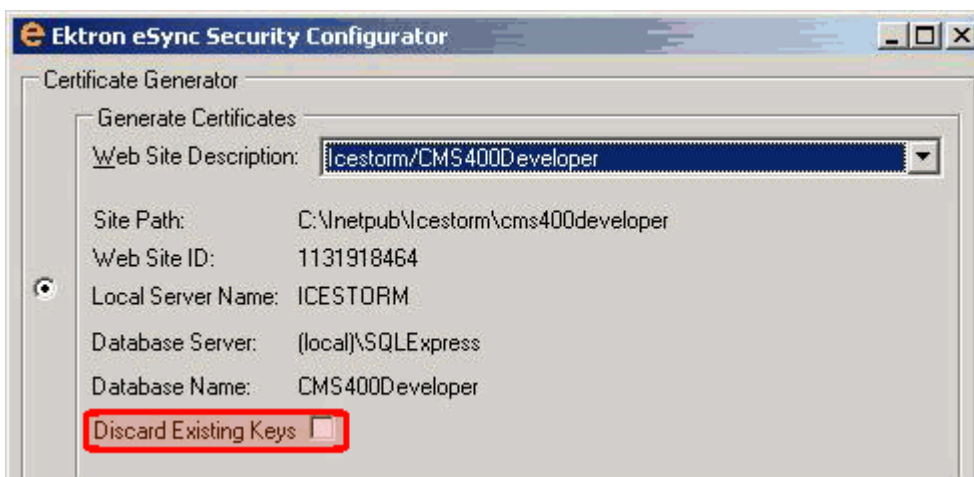 Ektron eSync Security Configurator
Certificate Generator
Generate Certificates
Web Site Description: Icestorm/CMS400Developer
Site Path: C:\Inetpub\Icestorm\cms400developer
Web Site ID: 1131918464
Local Server Name: ICESTORM
Database Server: (local)\SQLExpress
Database Name: CMS400Developer
Discard Existing Keys